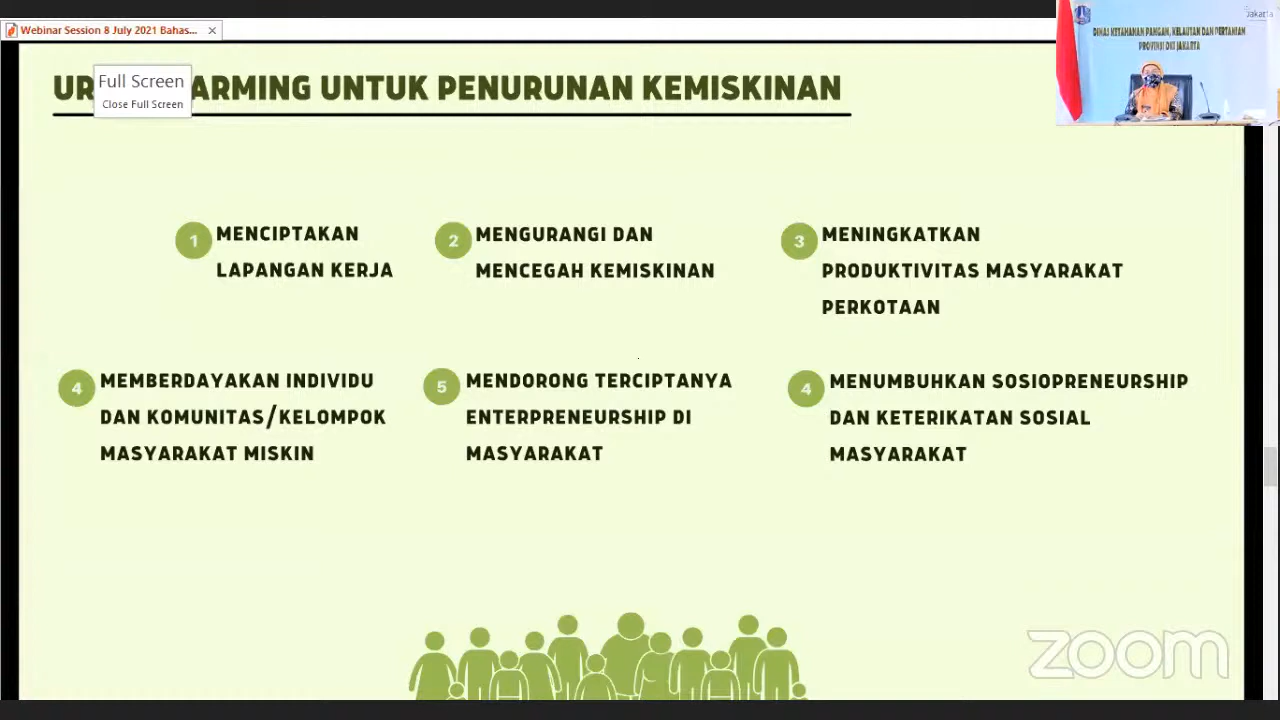 Webinar Session 8 July 2021 Bahas...
Jakarta
DINAS KETAHANAN PANGAN, KELAUTAN DAN PERTANIAN
PROVINSI DKI JAKARTA
UR ARMING UNTUK PENURUNAN KEMISKINAN
Full Screen
Close Full Screen
1 MENCIPTAKAN
LAPANGAN KERJA
2 MENGURANGI DAN
MENCEGAH KEMISKINAN
3 MENINGKATKAN
PRODUKTIVITAS MASYARAKAT
PERKOTAAN
4 MEMBERDAYAKAN INDIVIDU
DAN KOMUNITAS/KELOMPOK
MASYARAKAT MISKIN
5 MENDORONG TERCIPTANYA
ENTERPRENEURSHIP DI
MASYARAKAT
4 MENUMBUHKAN SOSIOPRENEURSHIP
DAN KETERIKATAN SOSIAL
MASYARAKAT
zoom